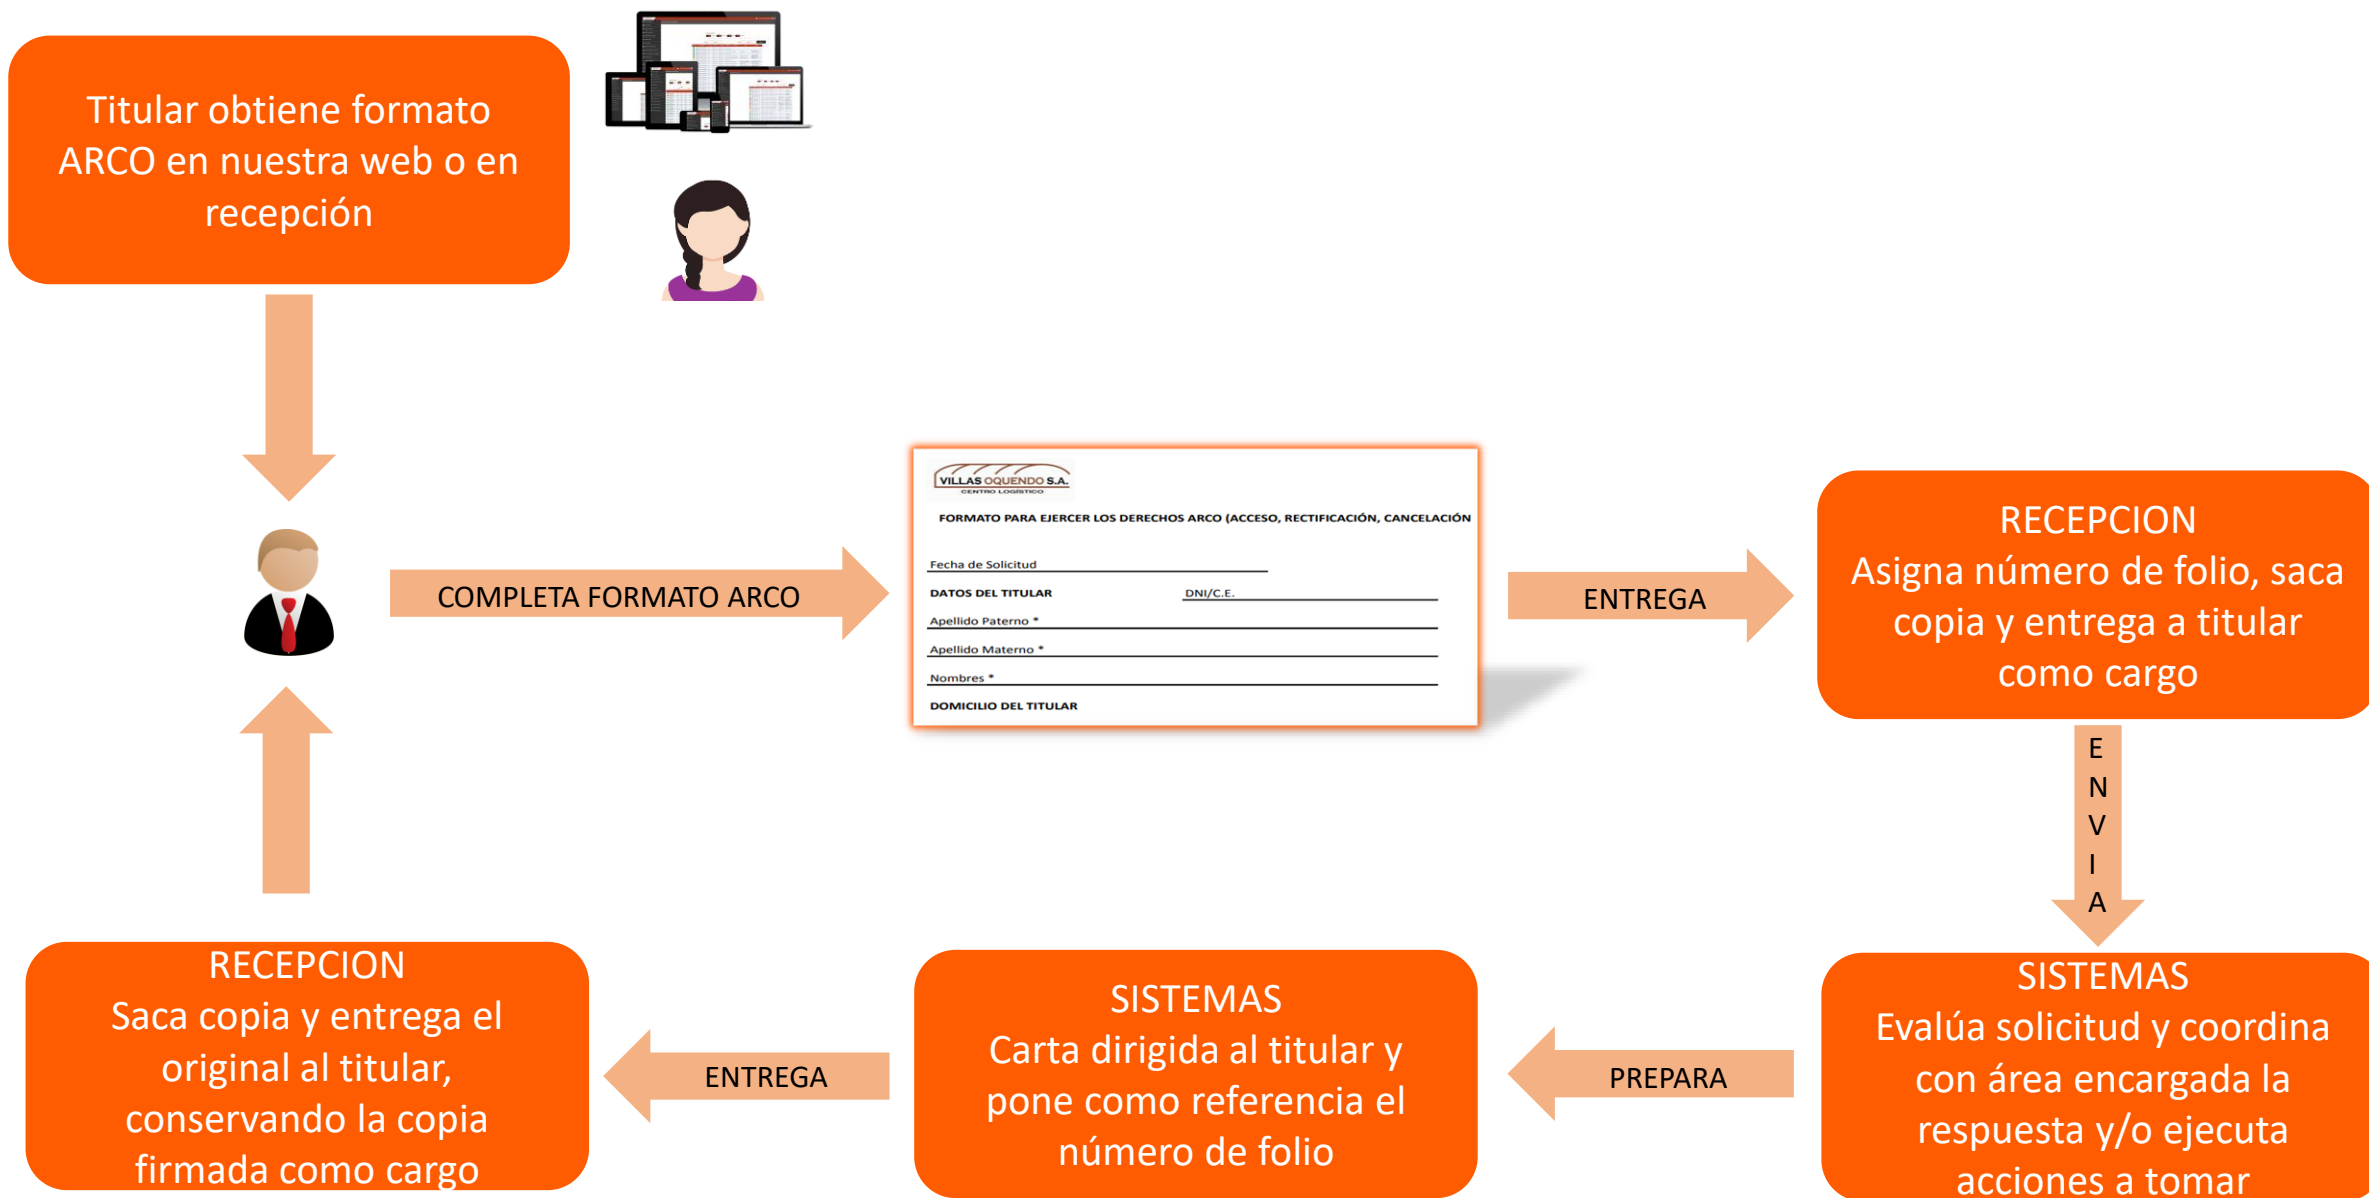 Titular obtiene formato
ARCO en nuestra web o en
recepción
COMPLETA FORMATO ARCO
VILLAS OQUENDO S.A.
CENTRO LOGÍSTICO
FORMATO PARA EJERCER LOS DERECHOS ARCO (ACCESO, RECTIFICACIÓN, CANCELACIÓN
Fecha de Solicitud
DATOS DEL TITULAR DNI/C.E.
Apellido Paterno *
Apellido Materno *
Nombres *
DOMICILIO DEL TITULAR
ENTREGA
RECEPCION
Asigna número de folio, saca
copia y entrega a titular
como cargo
E
N
V
I
A
SISTEMAS
Evalúa solicitud y coordina
con área encargada la
respuesta y/o ejecuta
acciones a tomar
PREPARA
SISTEMAS
Carta dirigida al titular y
pone como referencia el
número de folio
ENTREGA
RECEPCION
Saca copia y entrega el
original al titular,
conservando la copia
firmada como cargo